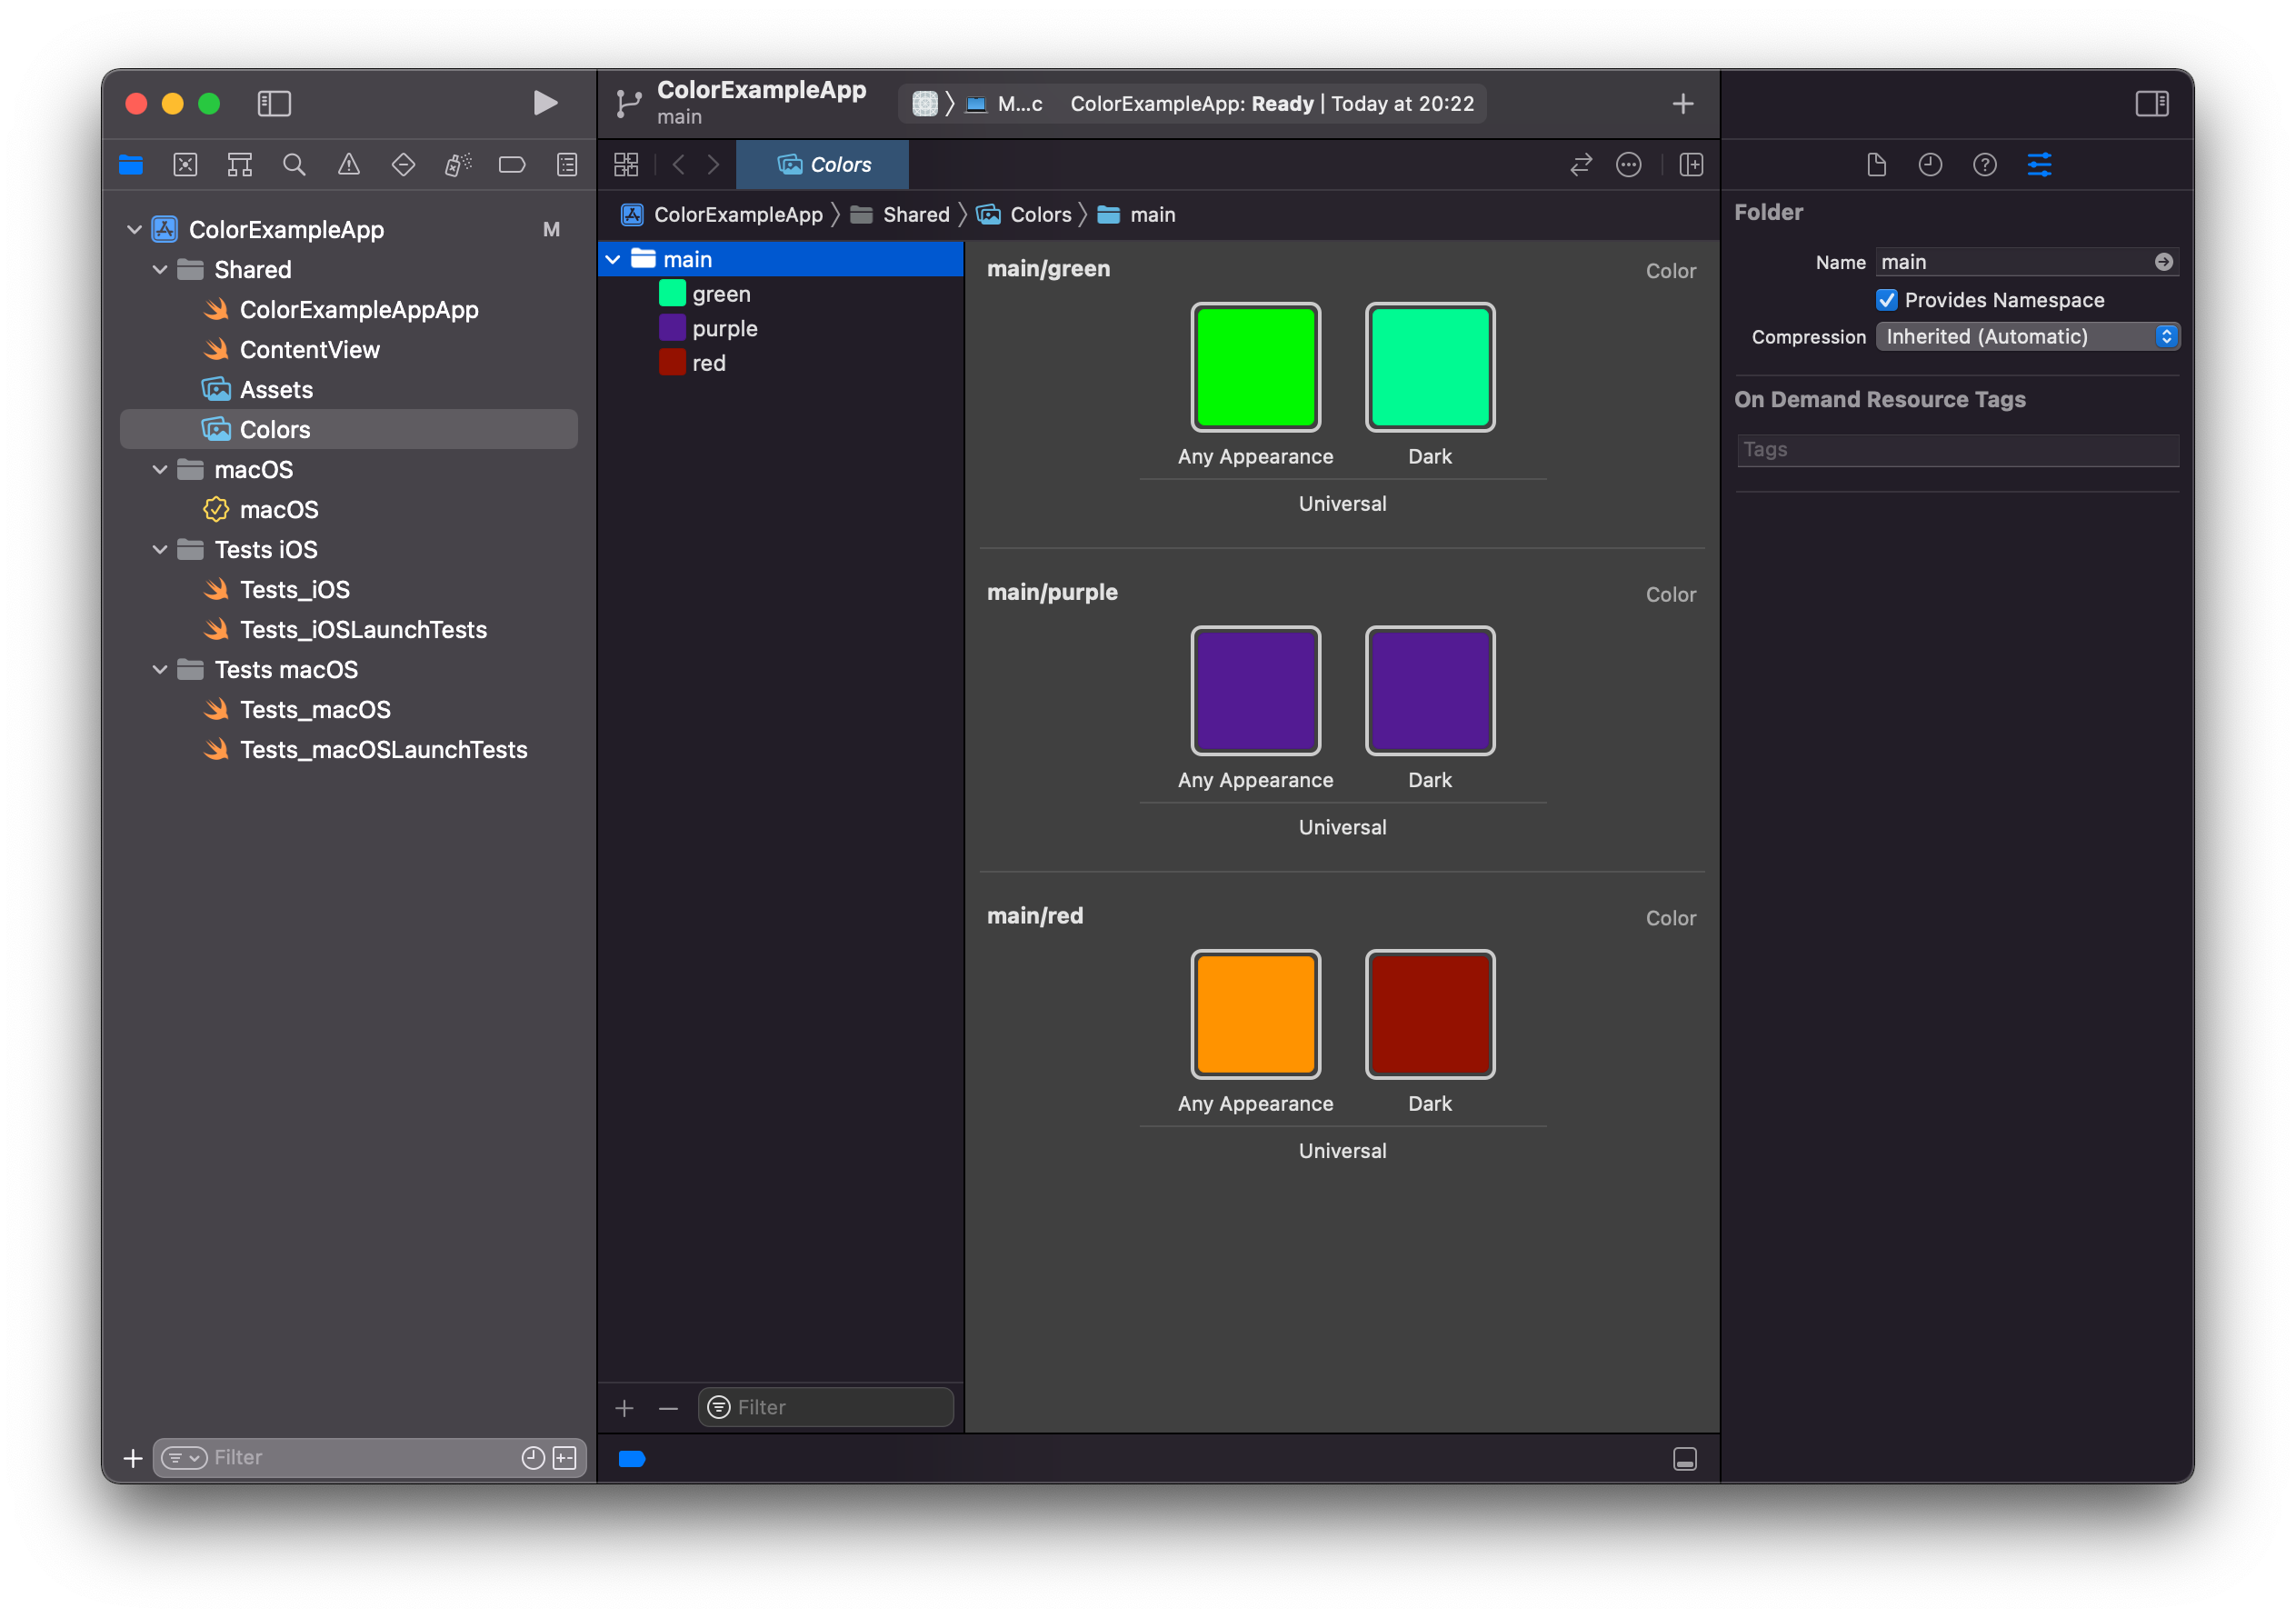 ColorExampleApp
main
M...c
ColorExampleApp: Ready | Today at 20:22
Colors
ColorExampleApp
M
Shared
ColorExampleAppApp
ContentView
Assets
Colors
macOS
macOS
Tests iOS
Tests_iOS
Tests_iOSLaunchTests
Tests macOS
Tests_macOS
Tests_macOSLaunchTests
Filter
ColorExampleApp
Shared
Colors
main
main
green
purple
red
Filter
main/green
Color
Any Appearance
Dark
Universal
main/purple
Color
Any Appearance
Dark
Universal
main/red
Color
Any Appearance
Dark
Universal
Folder
Name main
Provides Namespace
Compression Inherited (Automatic)
On Demand Resource Tags
Tags